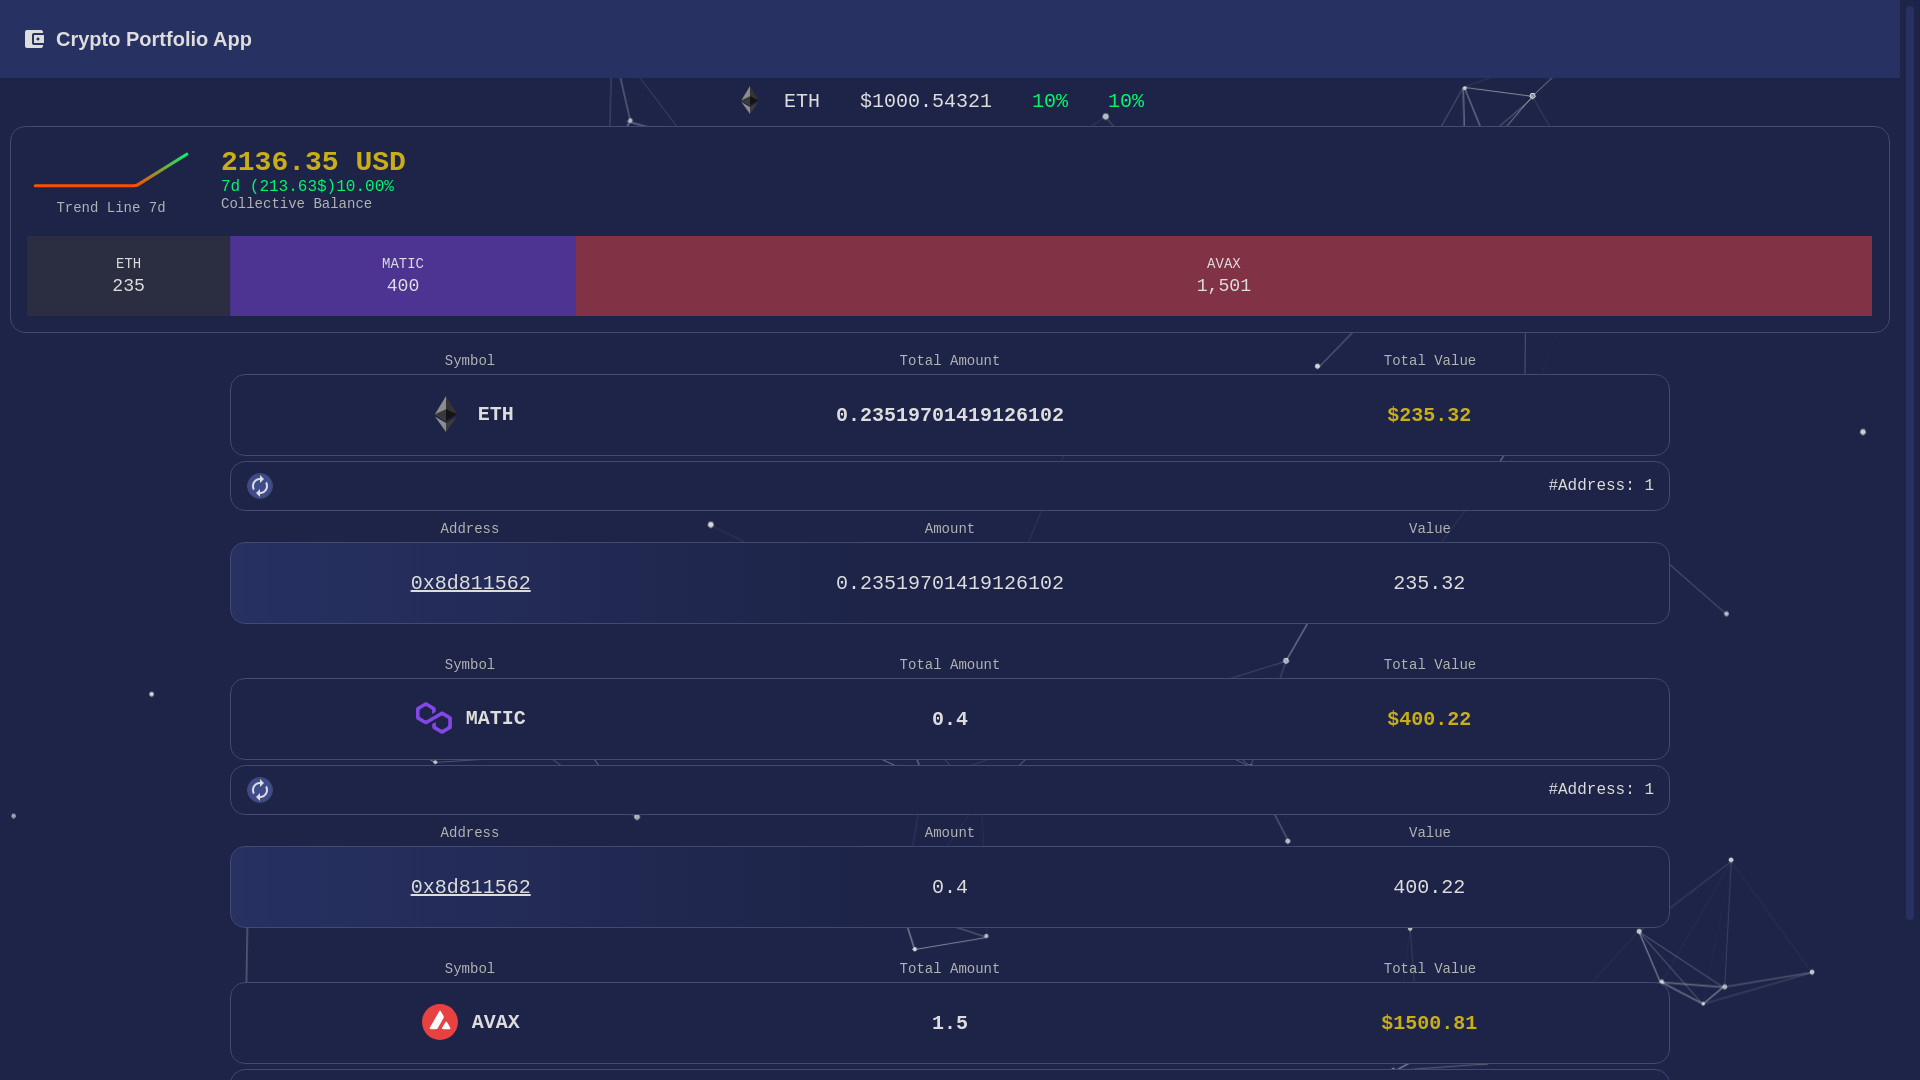 Crypto Portfolio App
ETH $1000.54321 10% 10%
2136.35 USD
7d (213.63$)10.00%
Collective Balance
Trend Line 7d
ETH
235
MATIC
400
AVAX
1,501
Symbol Total Amount Total Value
ETH 0.23519701419126102 $235.32
#Address: 1
Address Amount Value
0x8d811562 0.23519701419126102 235.32
Symbol Total Amount Total Value
MATIC 0.4 $400.22
#Address: 1
Address Amount Value
0x8d811562 0.4 400.22
Symbol Total Amount Total Value
AVAX 1.5 $1500.81